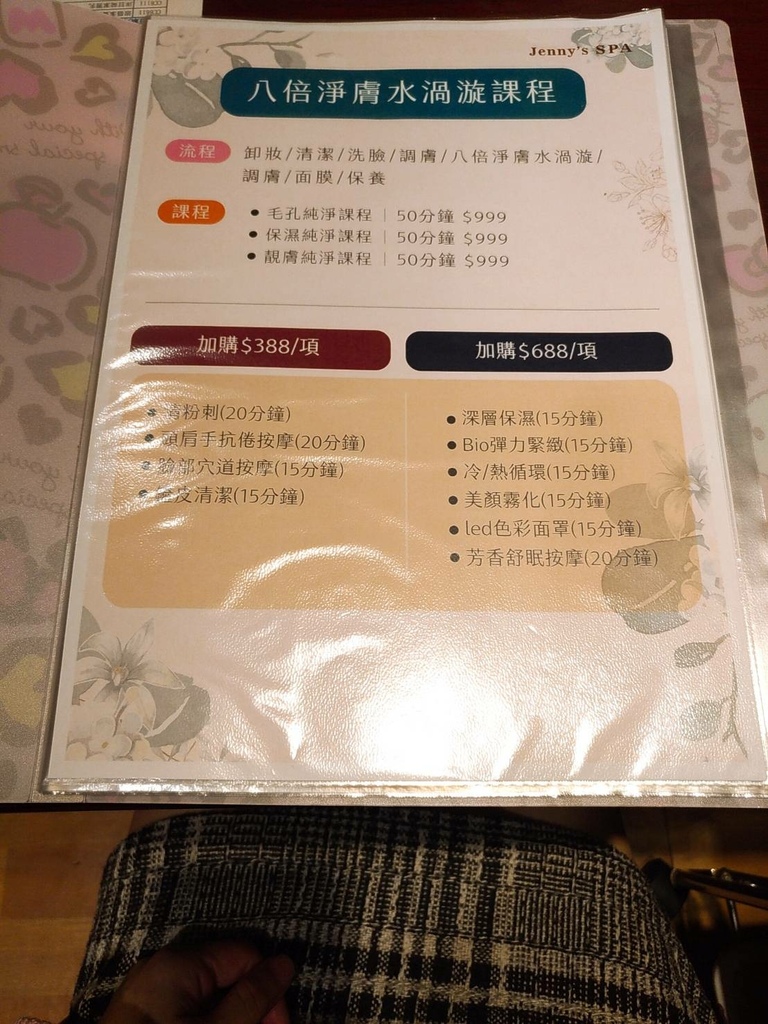 Jenny's SPA
八倍淨膚水渦漩課程
流程
卸妝/清潔/洗臉/調膚/八倍淨膚水渦漩/
調膚/面膜/保養
課程
• 毛孔純淨課程｜50分鐘 $999
• 保濕純淨課程｜50分鐘 $999
• 靚膚純淨課程｜50分鐘 $999
加購$388/項
• 清粉刺(20分鐘)
• 頭肩手抗倦按摩(20分鐘)
• 臉部穴道按摩(15分鐘)
• 皮清潔(15分鐘)
加購$688/項
• 深層保濕(15分鐘)
• Bio彈力緊緻(15分鐘)
• 冷/熱循環(15分鐘)
• 美顏霧化(15分鐘)
• led色彩面罩(15分鐘)
• 芳香舒眠按摩(20分鐘)
with your
special